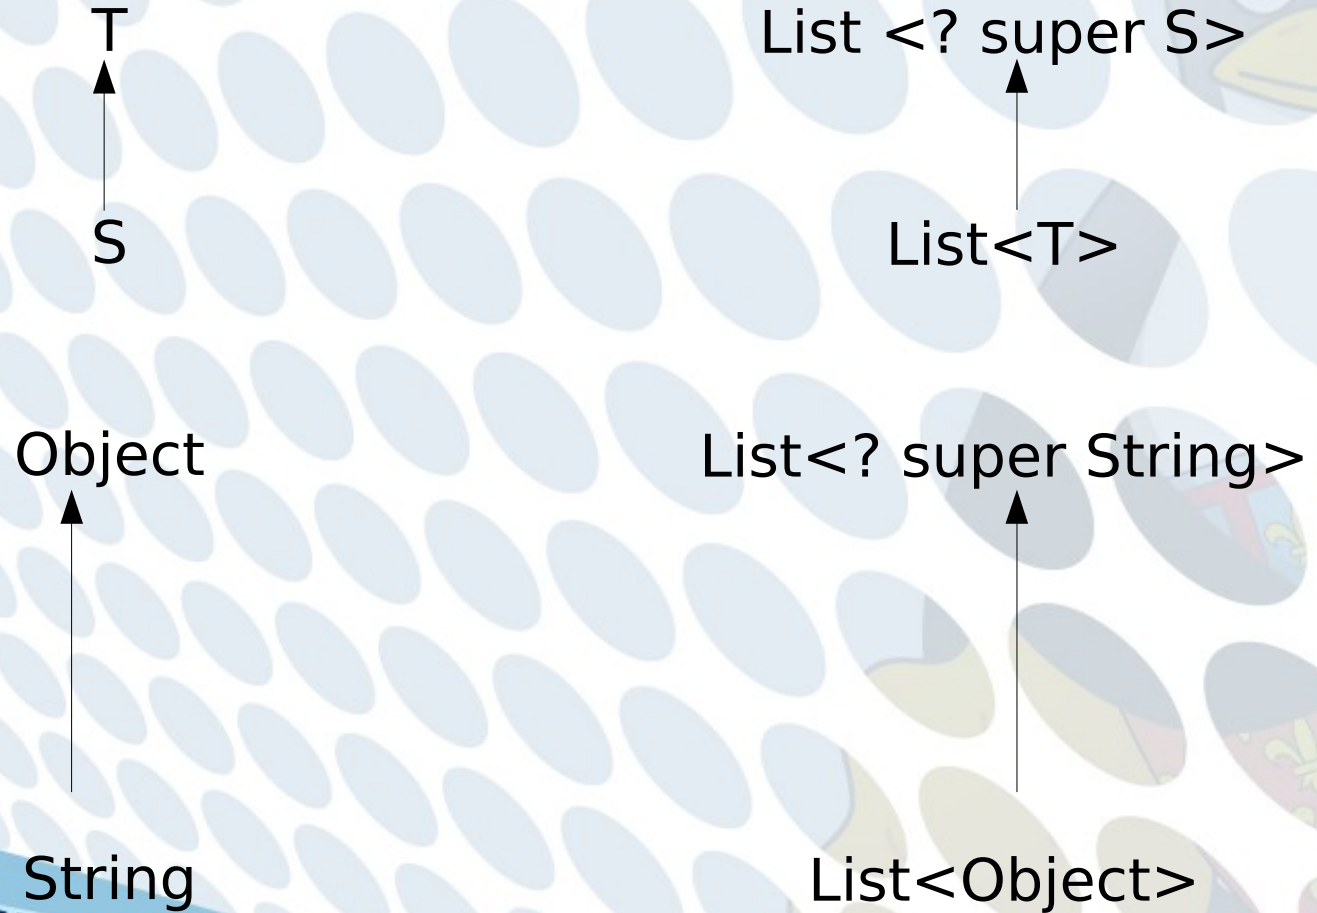 T
List <? super S>
S
List<T>
Object
List<? super String>
String
List<Object>